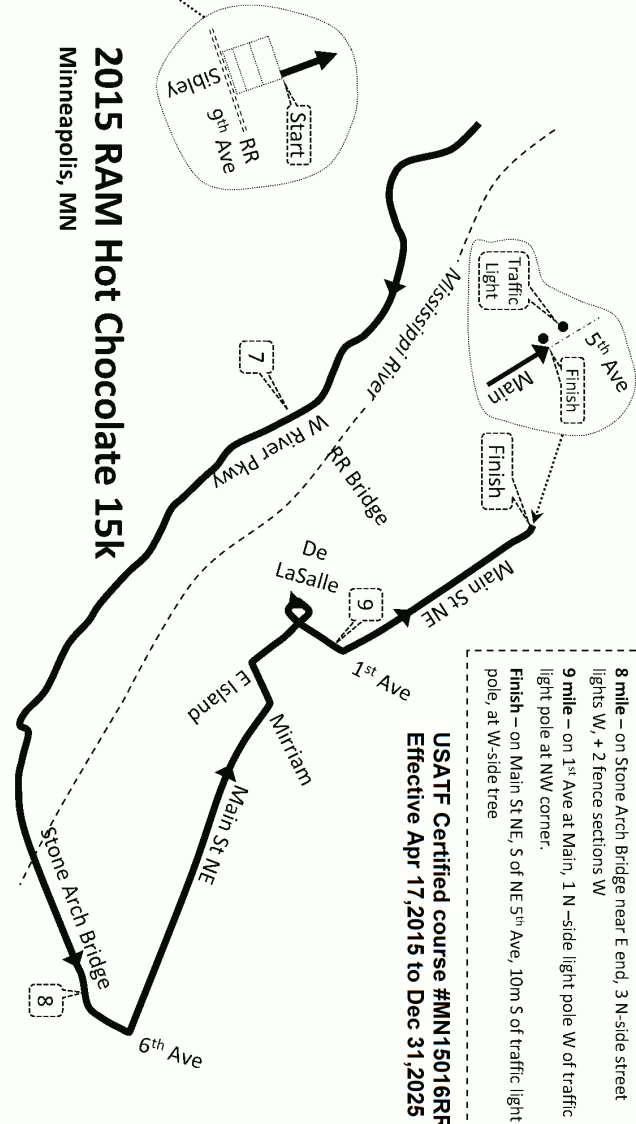 2015 RAM Hot Chocolate 15k
Minneapolis, MN
Start
RR
9th Ave
Sibley
Traffic
Light
5th Ave
Finish
Main
Finish
Mississippi River
7
W River Pkwy
RR Bridge
De
LaSalle
9
Main St NE
1st Ave
E Island
Mirriam
Main St NE
Stone Arch Bridge
8
6th Ave
8 mile – on Stone Arch Bridge near E end, 3 N-side street
lights W, + 2 fence sections W
9 mile – on 1st Ave at Main, 1 N –side light pole W of traffic
light pole at NW corner.
Finish – on Main St NE, S of NE 5th Ave, 10m S of traffic light
pole, at W-side tree
USATF Certified course #MN15016RR
Effective Apr 17,2015 to Dec 31,2025